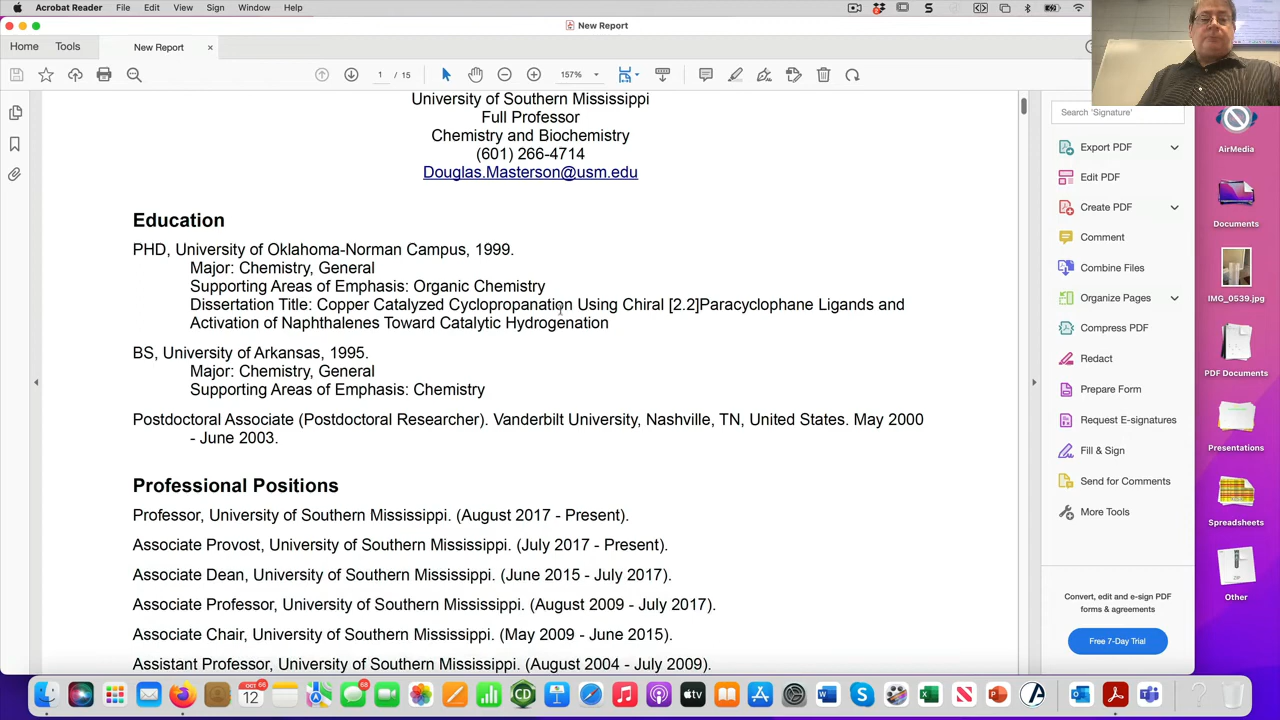 Acrobat Reader File Edit View Sign Window Help
New Report
Home Tools New Report ×
1 / 15 157%
University of Southern Mississippi
Full Professor
Chemistry and Biochemistry
(601) 266-4714
Douglas.Masterson@usm.edu
Education
PHD, University of Oklahoma-Norman Campus, 1999.
Major: Chemistry, General
Supporting Areas of Emphasis: Organic Chemistry
Dissertation Title: Copper Catalyzed Cyclopropanation Using Chiral [2.2]Paracyclophane Ligands and
Activation of Naphthalenes Toward Catalytic Hydrogenation
BS, University of Arkansas, 1995.
Major: Chemistry, General
Supporting Areas of Emphasis: Chemistry
Postdoctoral Associate (Postdoctoral Researcher). Vanderbilt University, Nashville, TN, United States. May 2000
- June 2003.
Professional Positions
Professor, University of Southern Mississippi. (August 2017 - Present).
Associate Provost, University of Southern Mississippi. (July 2017 - Present).
Associate Dean, University of Southern Mississippi. (June 2015 - July 2017).
Associate Professor, University of Southern Mississippi. (August 2009 - July 2017).
Associate Chair, University of Southern Mississippi. (May 2009 - June 2015).
Assistant Professor, University of Southern Mississippi. (August 2004 - July 2009).
Search 'Signature'
Export PDF
Edit PDF
Create PDF
Comment
Combine Files
Organize Pages
Compress PDF
Redact
Prepare Form
Request E-signatures
Fill & Sign
Send for Comments
More Tools
Convert, edit and e-sign PDF
forms & agreements
Free 7-Day Trial
AirMedia
Documents
IMG_0539.jpg
PDF Documents
Presentations
Spreadsheets
Other
OCT
12
66
68
CD
tv